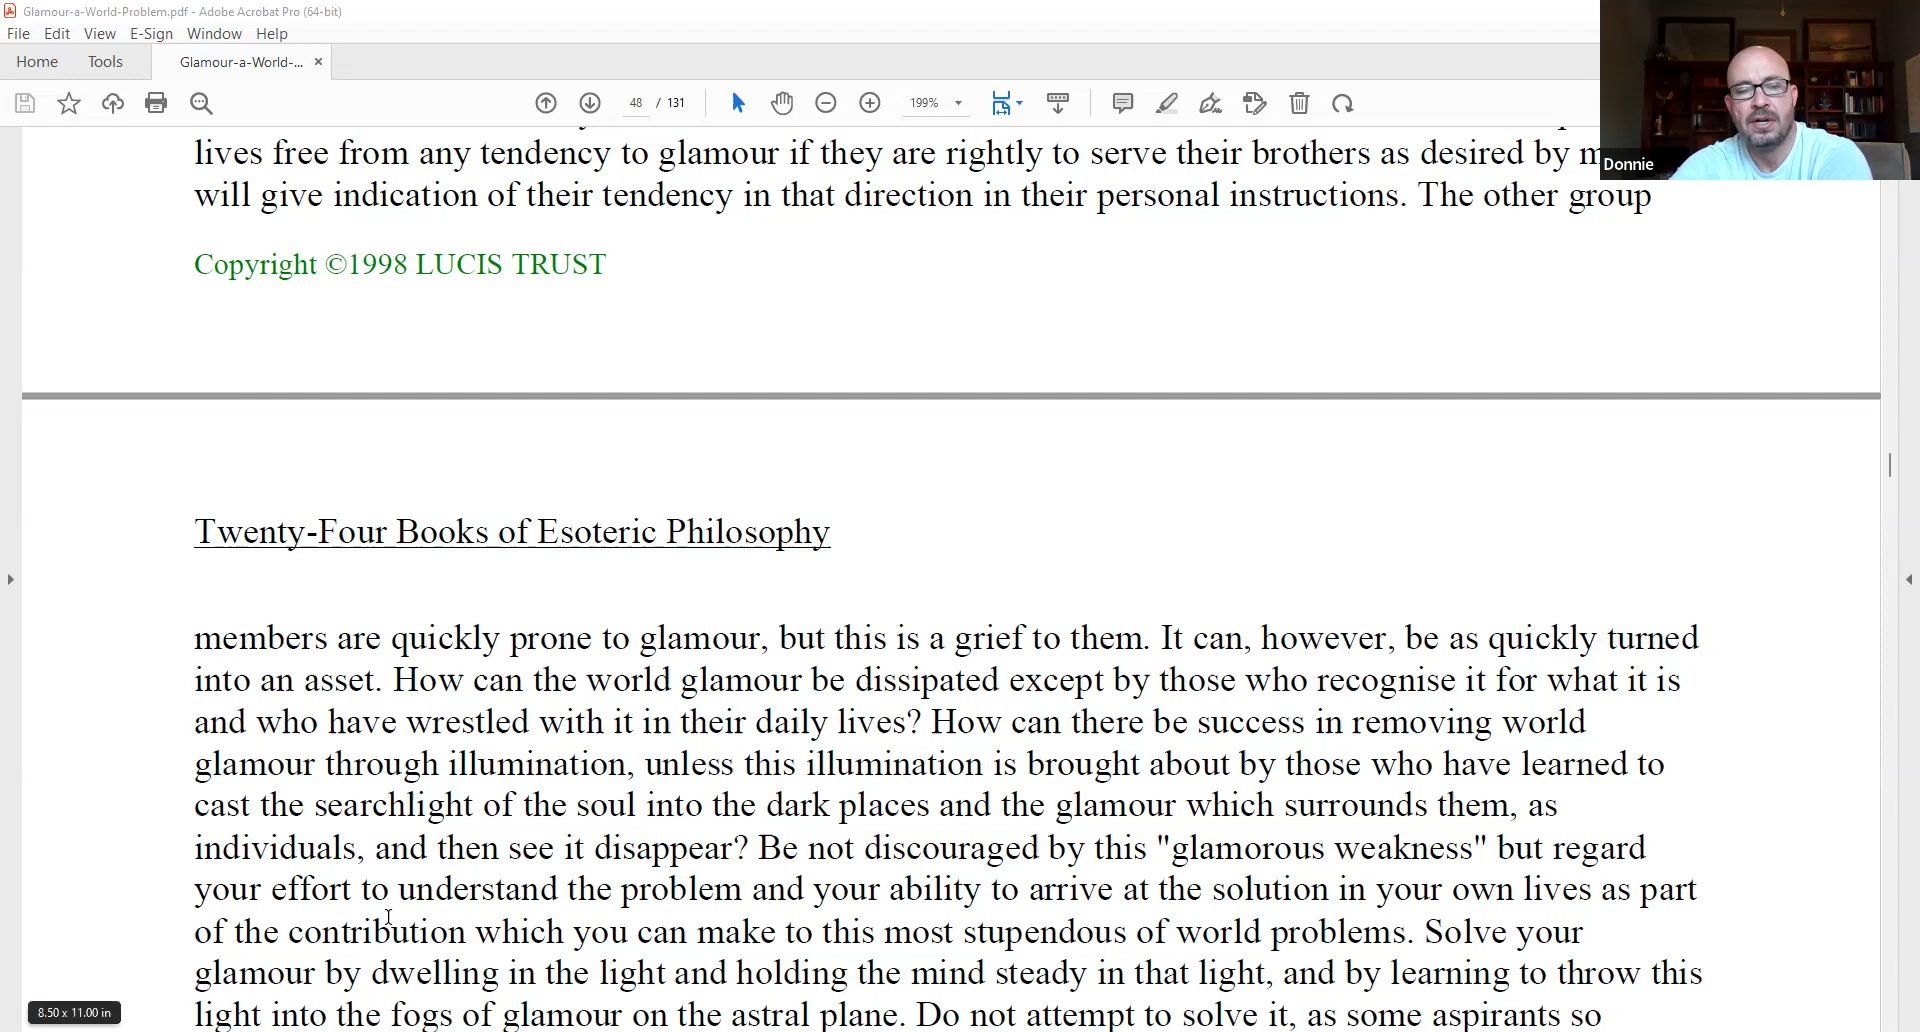 Glamour-a-World-Problem.pdf - Adobe Acrobat Pro (64-bit)
File Edit View E-Sign Window Help
Home Tools Glamour-a-World-... ×
48 / 131 199%
lives free from any tendency to glamour if they are rightly to serve their brothers as desired by
will give indication of their tendency in that direction in their personal instructions. The other group
Donnie
Copyright ©1998 LUCIS TRUST
Twenty-Four Books of Esoteric Philosophy
members are quickly prone to glamour, but this is a grief to them. It can, however, be as quickly turned
into an asset. How can the world glamour be dissipated except by those who recognise it for what it is
and who have wrestled with it in their daily lives? How can there be success in removing world
glamour through illumination, unless this illumination is brought about by those who have learned to
cast the searchlight of the soul into the dark places and the glamour which surrounds them, as
individuals, and then see it disappear? Be not discouraged by this "glamorous weakness" but regard
your effort to understand the problem and your ability to arrive at the solution in your own lives as part
of the contribution which you can make to this most stupendous of world problems. Solve your
glamour by dwelling in the light and holding the mind steady in that light, and by learning to throw this
light into the fogs of glamour on the astral plane. Do not attempt to solve it, as some aspirants so
8.50 x 11.00 in